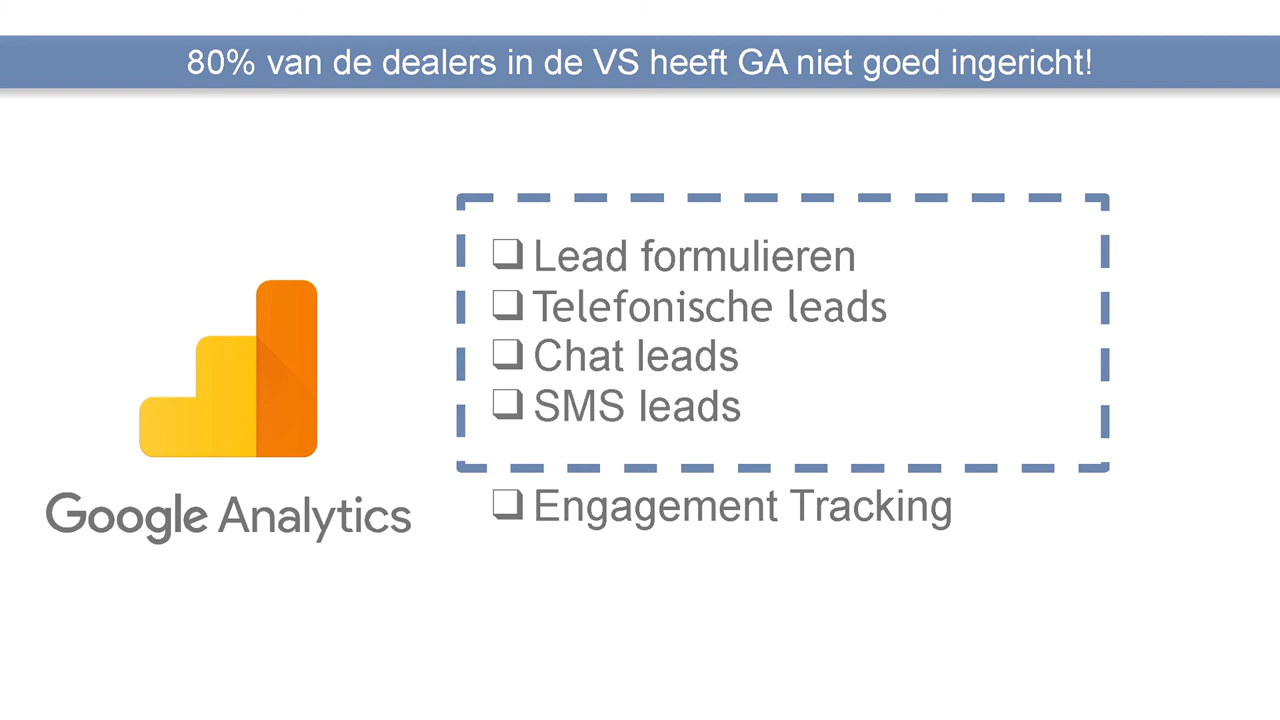 80% van de dealers in de VS heeft GA niet goed ingericht!
Lead formulieren
Telefonische leads
Chat leads
SMS leads
Google Analytics
Engagement Tracking